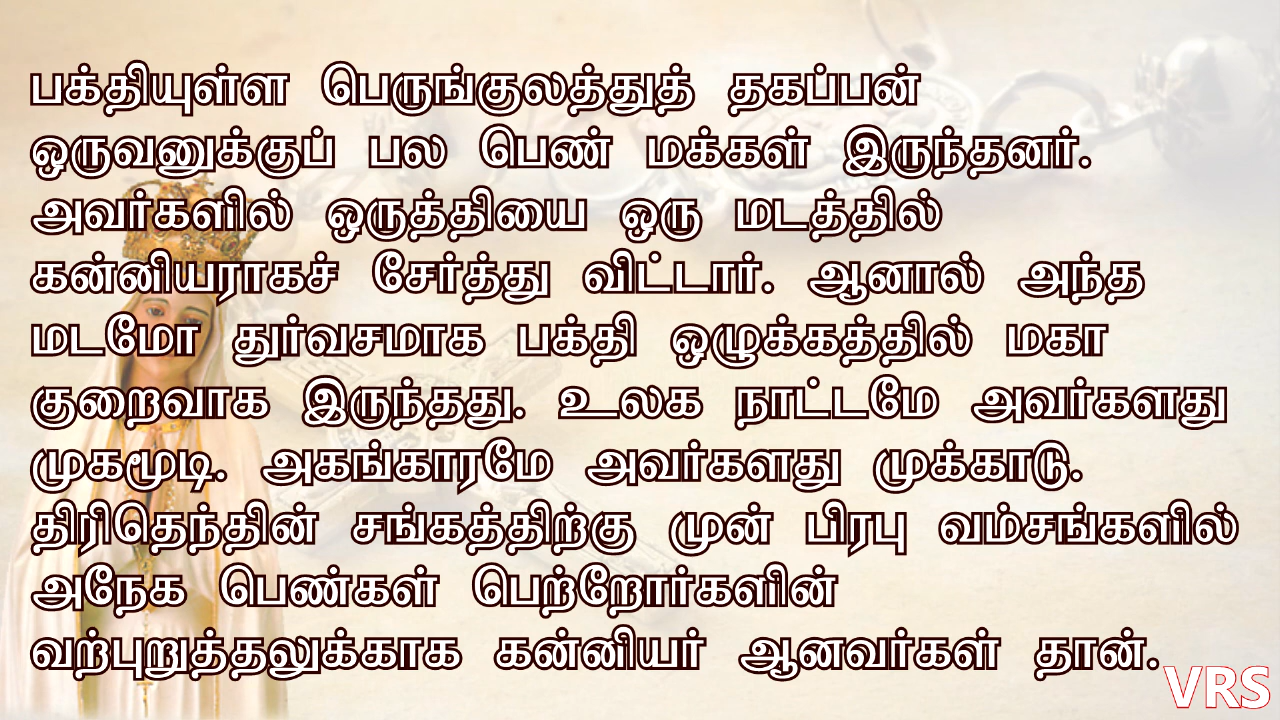 பக்தியுள்ள பெருங்குலத்துத் தகப்பன்
ஒருவனுக்குப் பல பெண் மக்கள் இருந்தனர்.
அவர்களில் ஒருத்தியை ஒரு மடத்தில்
கன்னியராகச் சேர்த்து விட்டார். ஆனால் அந்த
மடமோ துர்வசமாக பக்தி ஒழுக்கத்தில் மகா
குறைவாக இருந்தது. உலக நாட்டமே அவர்களது
முகமூடி. அகங்காரமே அவர்களது முக்காடு.
திரிதெந்தின் சங்கத்திற்கு முன் பிரபு வம்சங்களில்
அநேக பெண்கள் பெற்றோர்களின்
வற்புறுத்தலுக்காக கன்னியர் ஆனவர்கள் தான்.
VRS